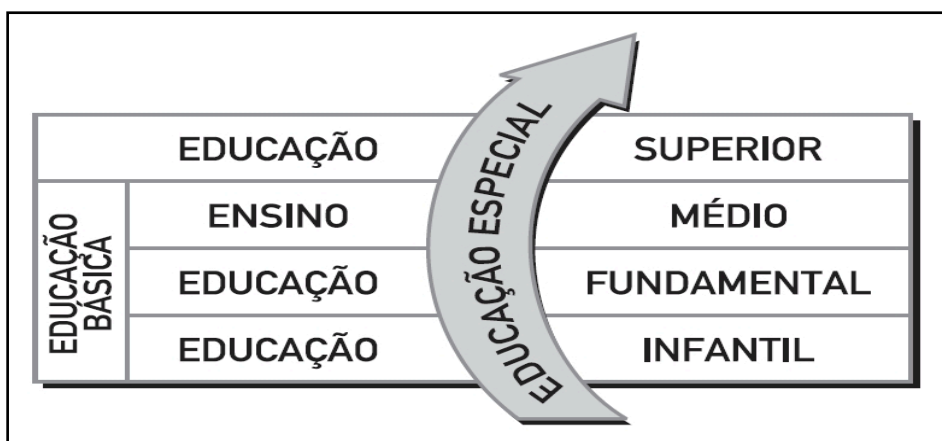 EDUCAÇÃO SUPERIOR
ENSINO MÉDIO
EDUCAÇÃO FUNDAMENTAL
EDUCAÇÃO INFANTIL
EDUCAÇÃO
BÁSICA
EDUCAÇÃO ESPECIAL